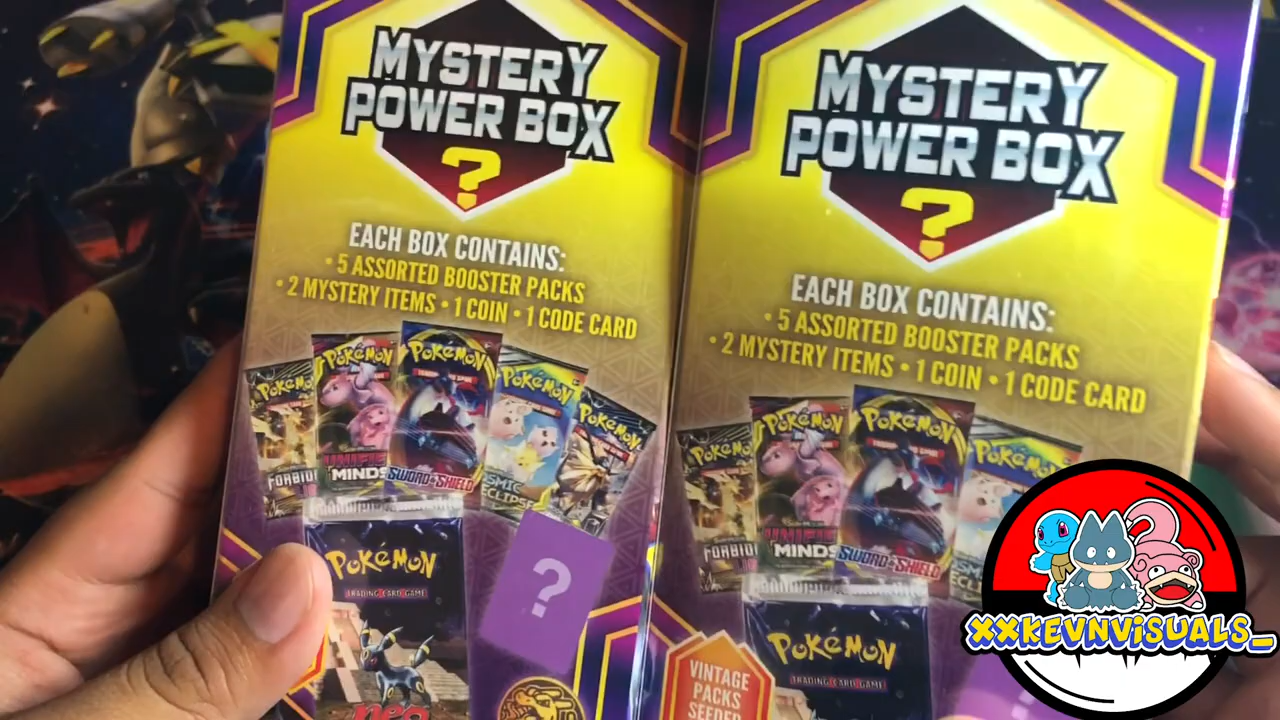 MYSTERY
POWER BOX
?
EACH BOX CONTAINS:
• 5 ASSORTED BOOSTER PACKS
• 2 MYSTERY ITEMS • 1 COIN • 1 CODE CARD
POKéMON
POKéMON
POKéMON
POKéMON
POKéMON
MINDS
SWORD & SHIELD
ECLIPSE
POKéMON
TRADING CARD GAME
neo
?
MYSTERY
POWER BOX
?
EACH BOX CONTAINS:
• 5 ASSORTED BOOSTER PACKS
• 2 MYSTERY ITEMS • 1 COIN • 1 CODE CARD
POKéMON
POKéMON
POKéMON
MINDS
SWORD & SHIELD
POKéMON
TRADING CARD GAME
VINTAGE
PACKS
SEEDED
XXKEVNVISUALS_